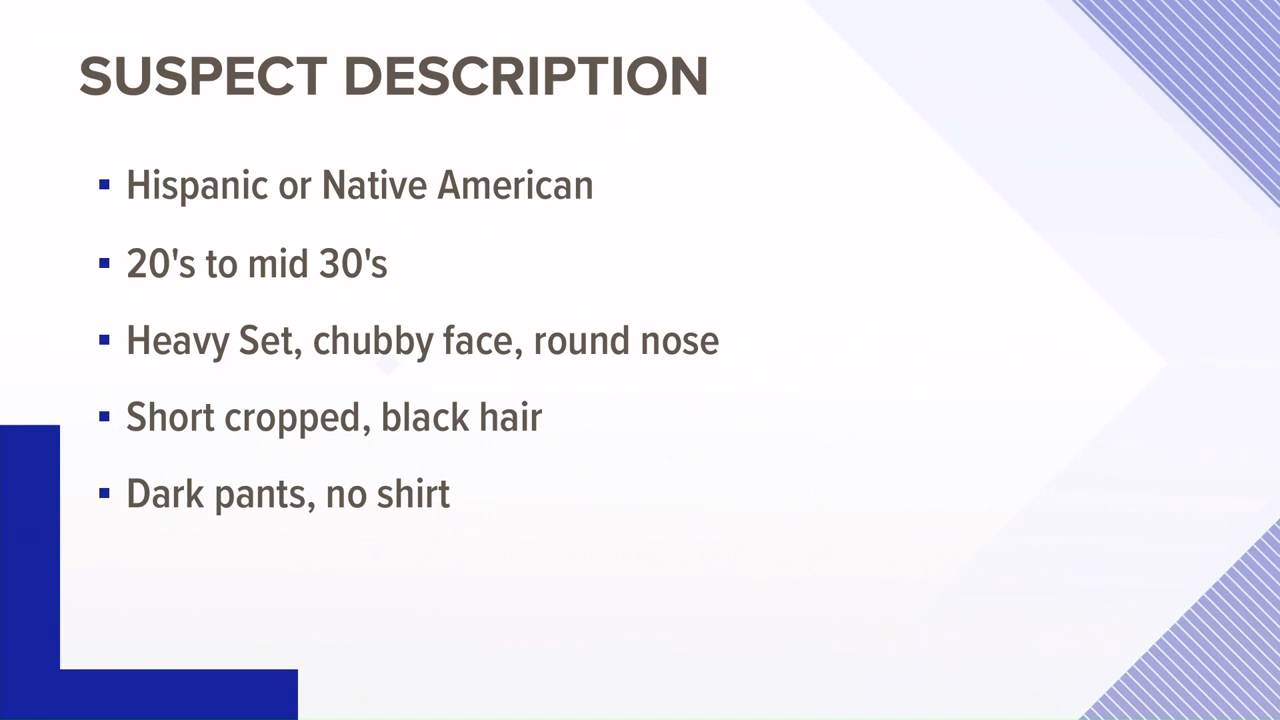 SUSPECT DESCRIPTION
Hispanic or Native American
20's to mid 30's
Heavy Set, chubby face, round nose
Short cropped, black hair
Dark pants, no shirt